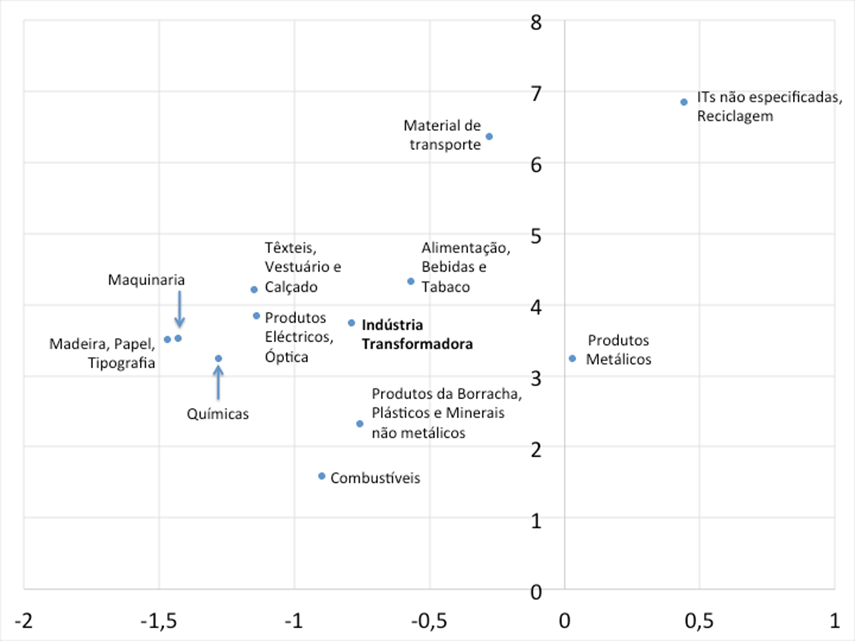 8
7
6
5
4
3
2
1
0
ITs não especificadas,
Reciclagem
Material de
transporte
Têxteis,
Vestuário e
Calçado
Alimentação,
Bebidas e
Tabaco
Maquinaria
Produtos
Eléctricos,
Óptica
Indústria
Transformadora
Madeira, Papel,
Tipografia
Produtos
Metálicos
Químicas
Produtos da Borracha,
Plásticos e Minerais
não metálicos
Combustíveis
-2 -1,5 -1 -0,5 0 0,5 1